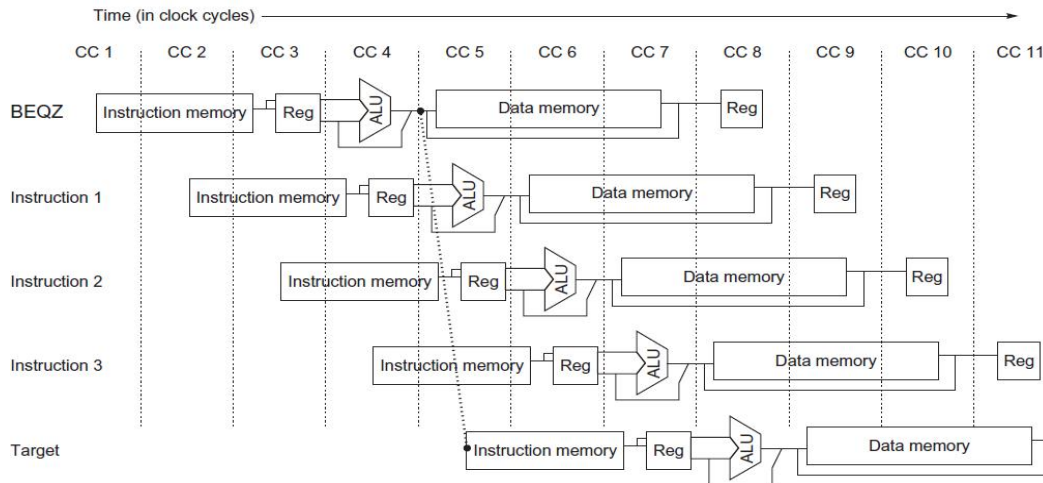 Time (in clock cycles)
CC 1 CC 2 CC 3 CC 4 CC 5 CC 6 CC 7 CC 8 CC 9 CC 10 CC 11
BEQZ Instruction memory Reg ALU Data memory Reg
Instruction 1 Instruction memory Reg ALU Data memory Reg
Instruction 2 Instruction memory Reg ALU Data memory Reg
Instruction 3 Instruction memory Reg ALU Data memory Reg
Target Instruction memory Reg ALU Data memory